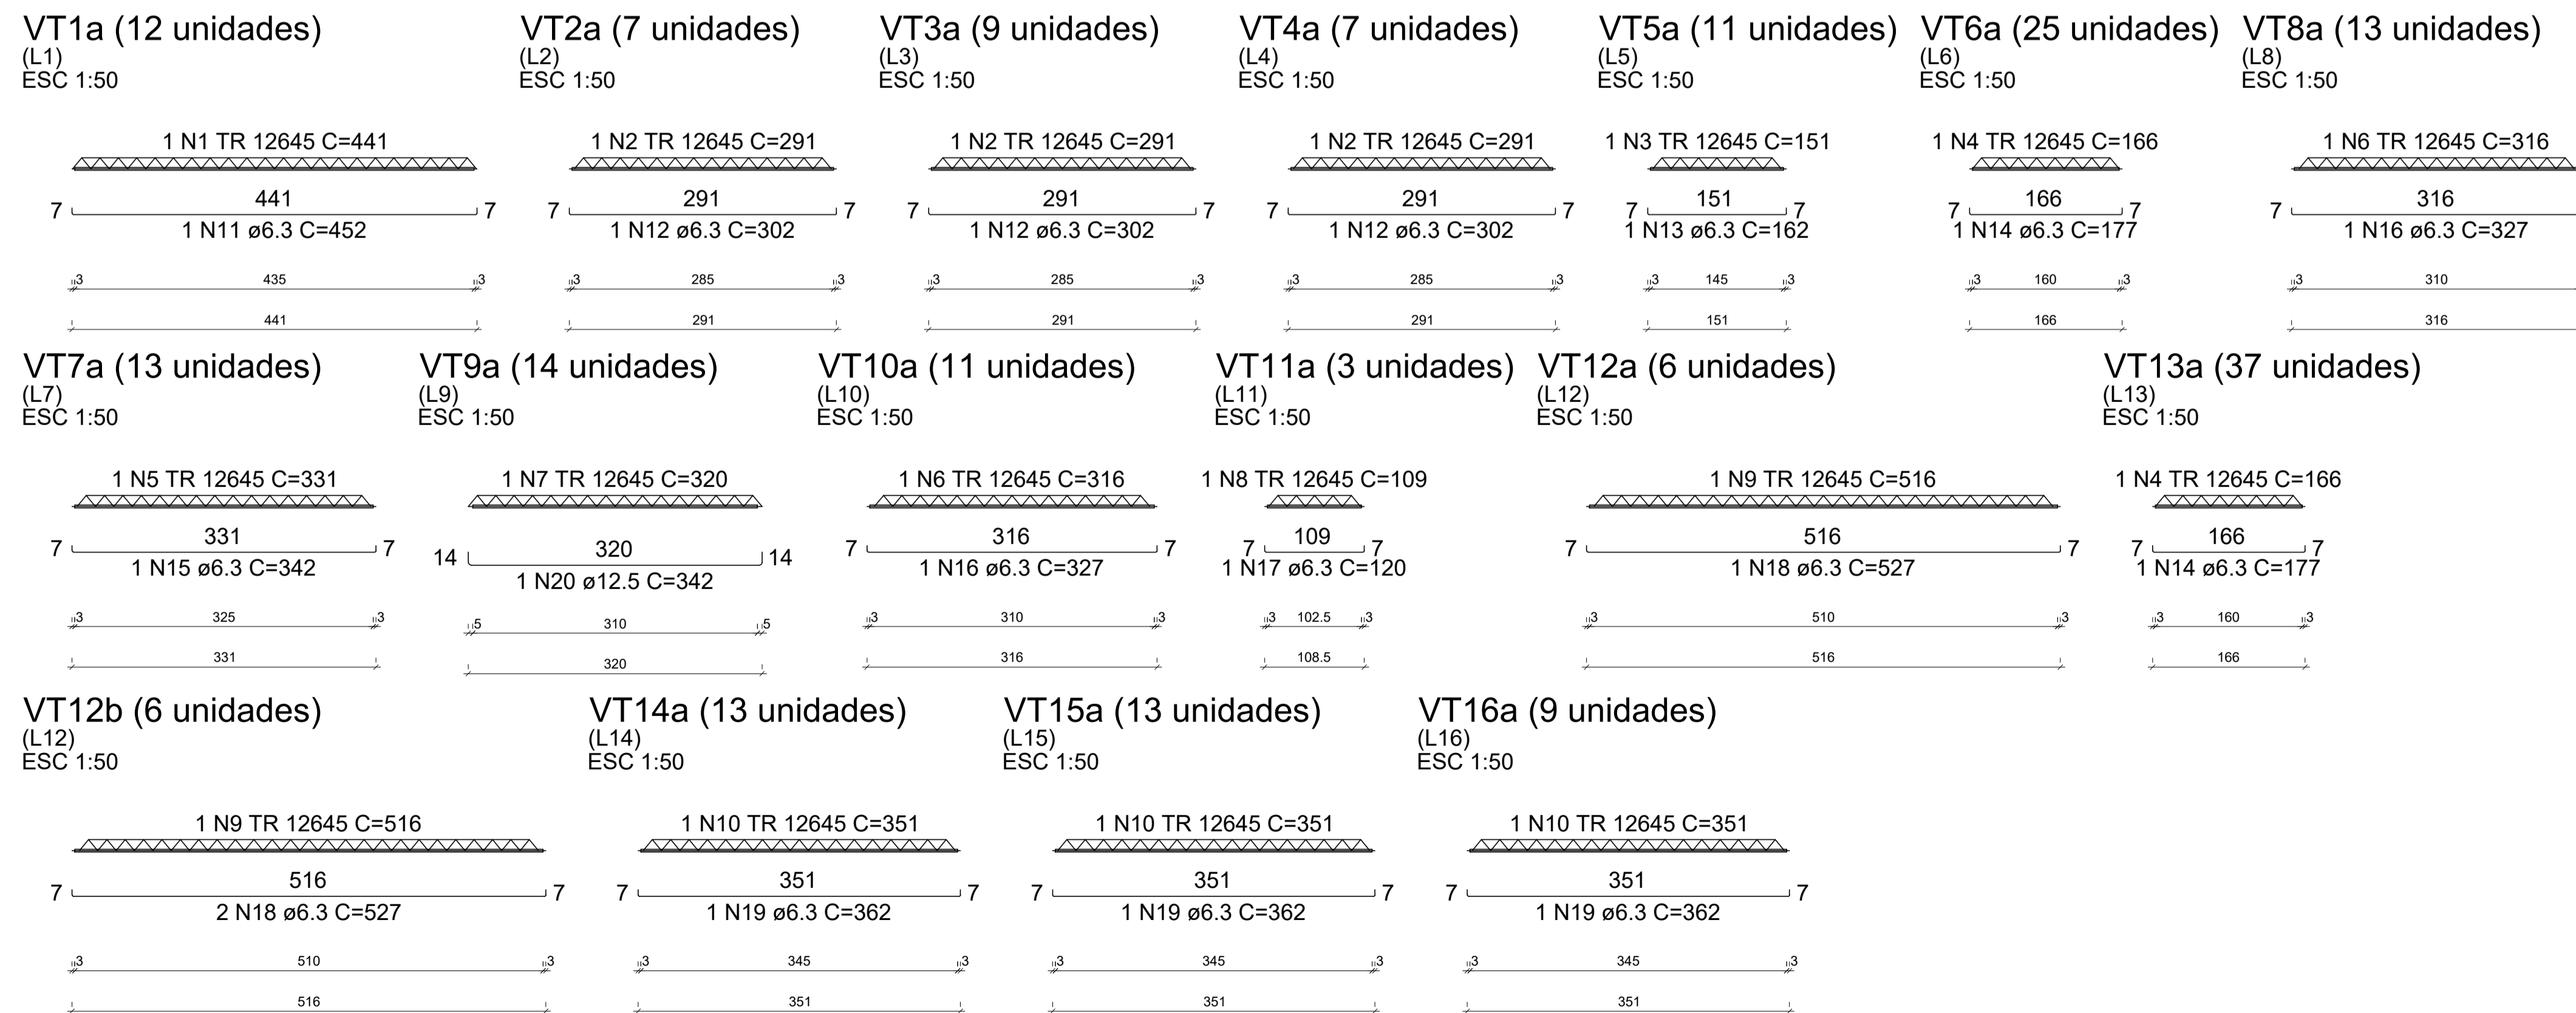 VT1a (12 unidades)
(L1)
ESC 1:50
1 N1 TR 12645 C=441
441
7 7
1 N11 ø6.3 C=452
3 435 3
441
VT2a (7 unidades)
(L2)
ESC 1:50
1 N2 TR 12645 C=291
291
7 7
1 N12 ø6.3 C=302
3 285 3
291
VT3a (9 unidades)
(L3)
ESC 1:50
1 N2 TR 12645 C=291
291
7 7
1 N12 ø6.3 C=302
3 285 3
291
VT4a (7 unidades)
(L4)
ESC 1:50
1 N2 TR 12645 C=291
291
7 7
1 N12 ø6.3 C=302
3 285 3
291
VT5a (11 unidades)
(L5)
ESC 1:50
1 N3 TR 12645 C=151
151
7 7
1 N13 ø6.3 C=162
3 145 3
151
VT6a (25 unidades)
(L6)
ESC 1:50
1 N4 TR 12645 C=166
166
7 7
1 N14 ø6.3 C=177
3 160 3
166
VT8a (13 unidades)
(L8)
ESC 1:50
1 N6 TR 12645 C=316
316
7
1 N16 ø6.3 C=327
3 310
316
VT7a (13 unidades)
(L7)
ESC 1:50
1 N5 TR 12645 C=331
331
7 7
1 N15 ø6.3 C=342
3 325 3
331
VT9a (14 unidades)
(L9)
ESC 1:50
1 N7 TR 12645 C=320
320
14 14
1 N20 ø12.5 C=342
5 310 5
320
VT10a (11 unidades)
(L10)
ESC 1:50
1 N6 TR 12645 C=316
316
7 7
1 N16 ø6.3 C=327
3 310 3
316
VT11a (3 unidades)
(L11)
ESC 1:50
1 N8 TR 12645 C=109
109
7 7
1 N17 ø6.3 C=120
3 102.5 3
108.5
VT12a (6 unidades)
(L12)
ESC 1:50
1 N9 TR 12645 C=516
516
7 7
1 N18 ø6.3 C=527
3 510 3
516
VT13a (37 unidades)
(L13)
ESC 1:50
1 N4 TR 12645 C=166
166
7 7
1 N14 ø6.3 C=177
3 160 3
166
VT12b (6 unidades)
(L12)
ESC 1:50
1 N9 TR 12645 C=516
516
7 7
2 N18 ø6.3 C=527
3 510 3
516
VT14a (13 unidades)
(L14)
ESC 1:50
1 N10 TR 12645 C=351
351
7 7
1 N19 ø6.3 C=362
3 345 3
351
VT15a (13 unidades)
(L15)
ESC 1:50
1 N10 TR 12645 C=351
351
7 7
1 N19 ø6.3 C=362
3 345 3
351
VT16a (9 unidades)
(L16)
ESC 1:50
1 N10 TR 12645 C=351
351
7 7
1 N19 ø6.3 C=362
3 345 3
351